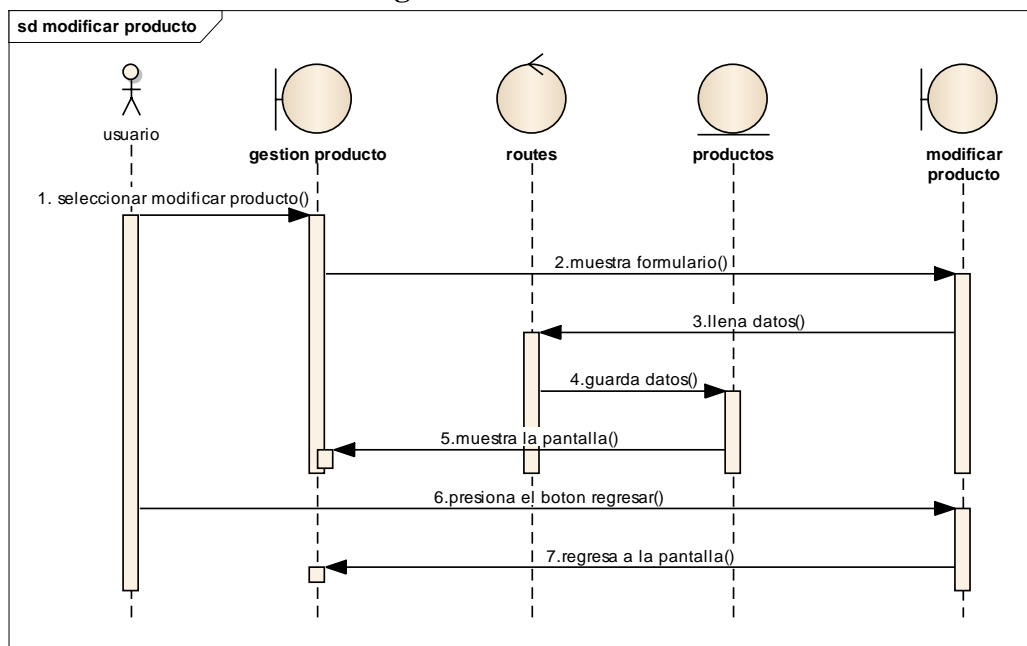 sd modificar producto
usuario
gestion producto
routes
productos
modificar
producto
1. seleccionar modificar producto()
2.muestra formulario()
3.llena datos()
4.guarda datos()
5.muestra la pantalla()
6.presiona el boton regresar()
7.regresa a la pantalla()